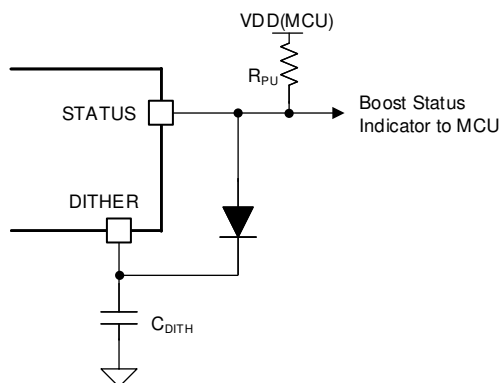 VDD(MCU)
RPU
STATUS
Boost Status
Indicator to MCU
DITHER
CDITH